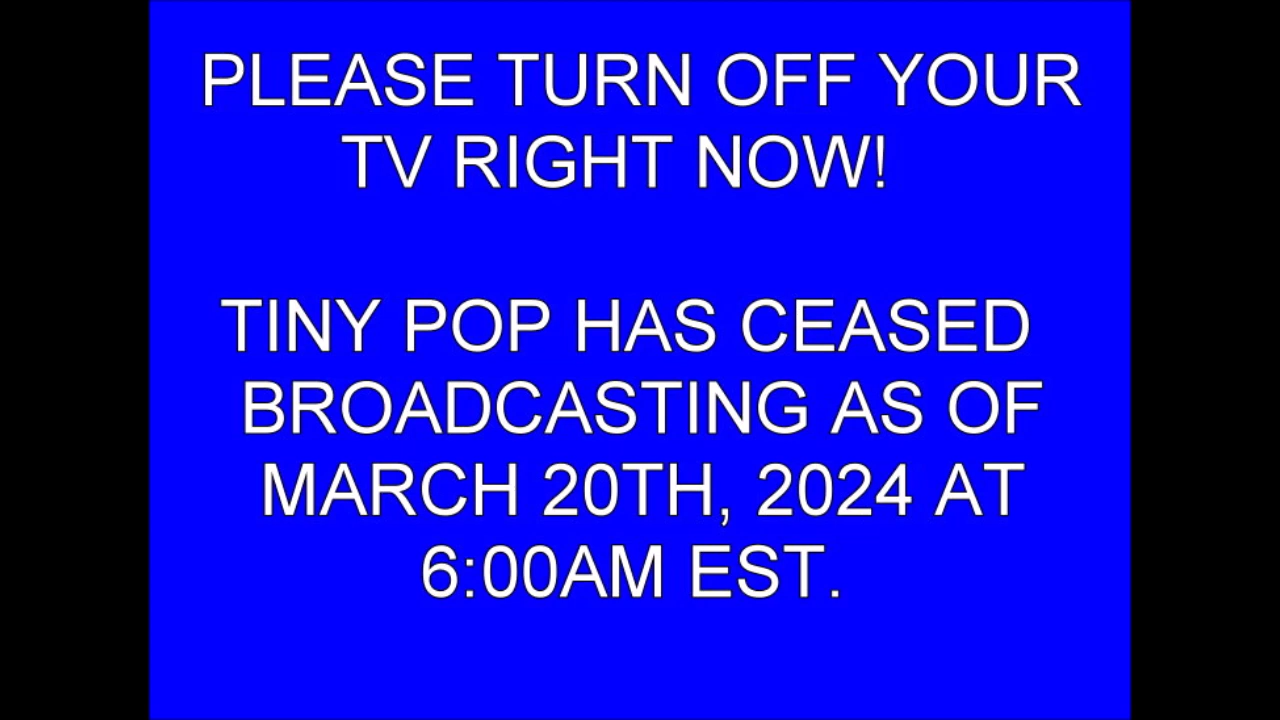 PLEASE TURN OFF YOUR
TV RIGHT NOW!
TINY POP HAS CEASED
BROADCASTING AS OF
MARCH 20TH, 2024 AT
6:00AM EST.